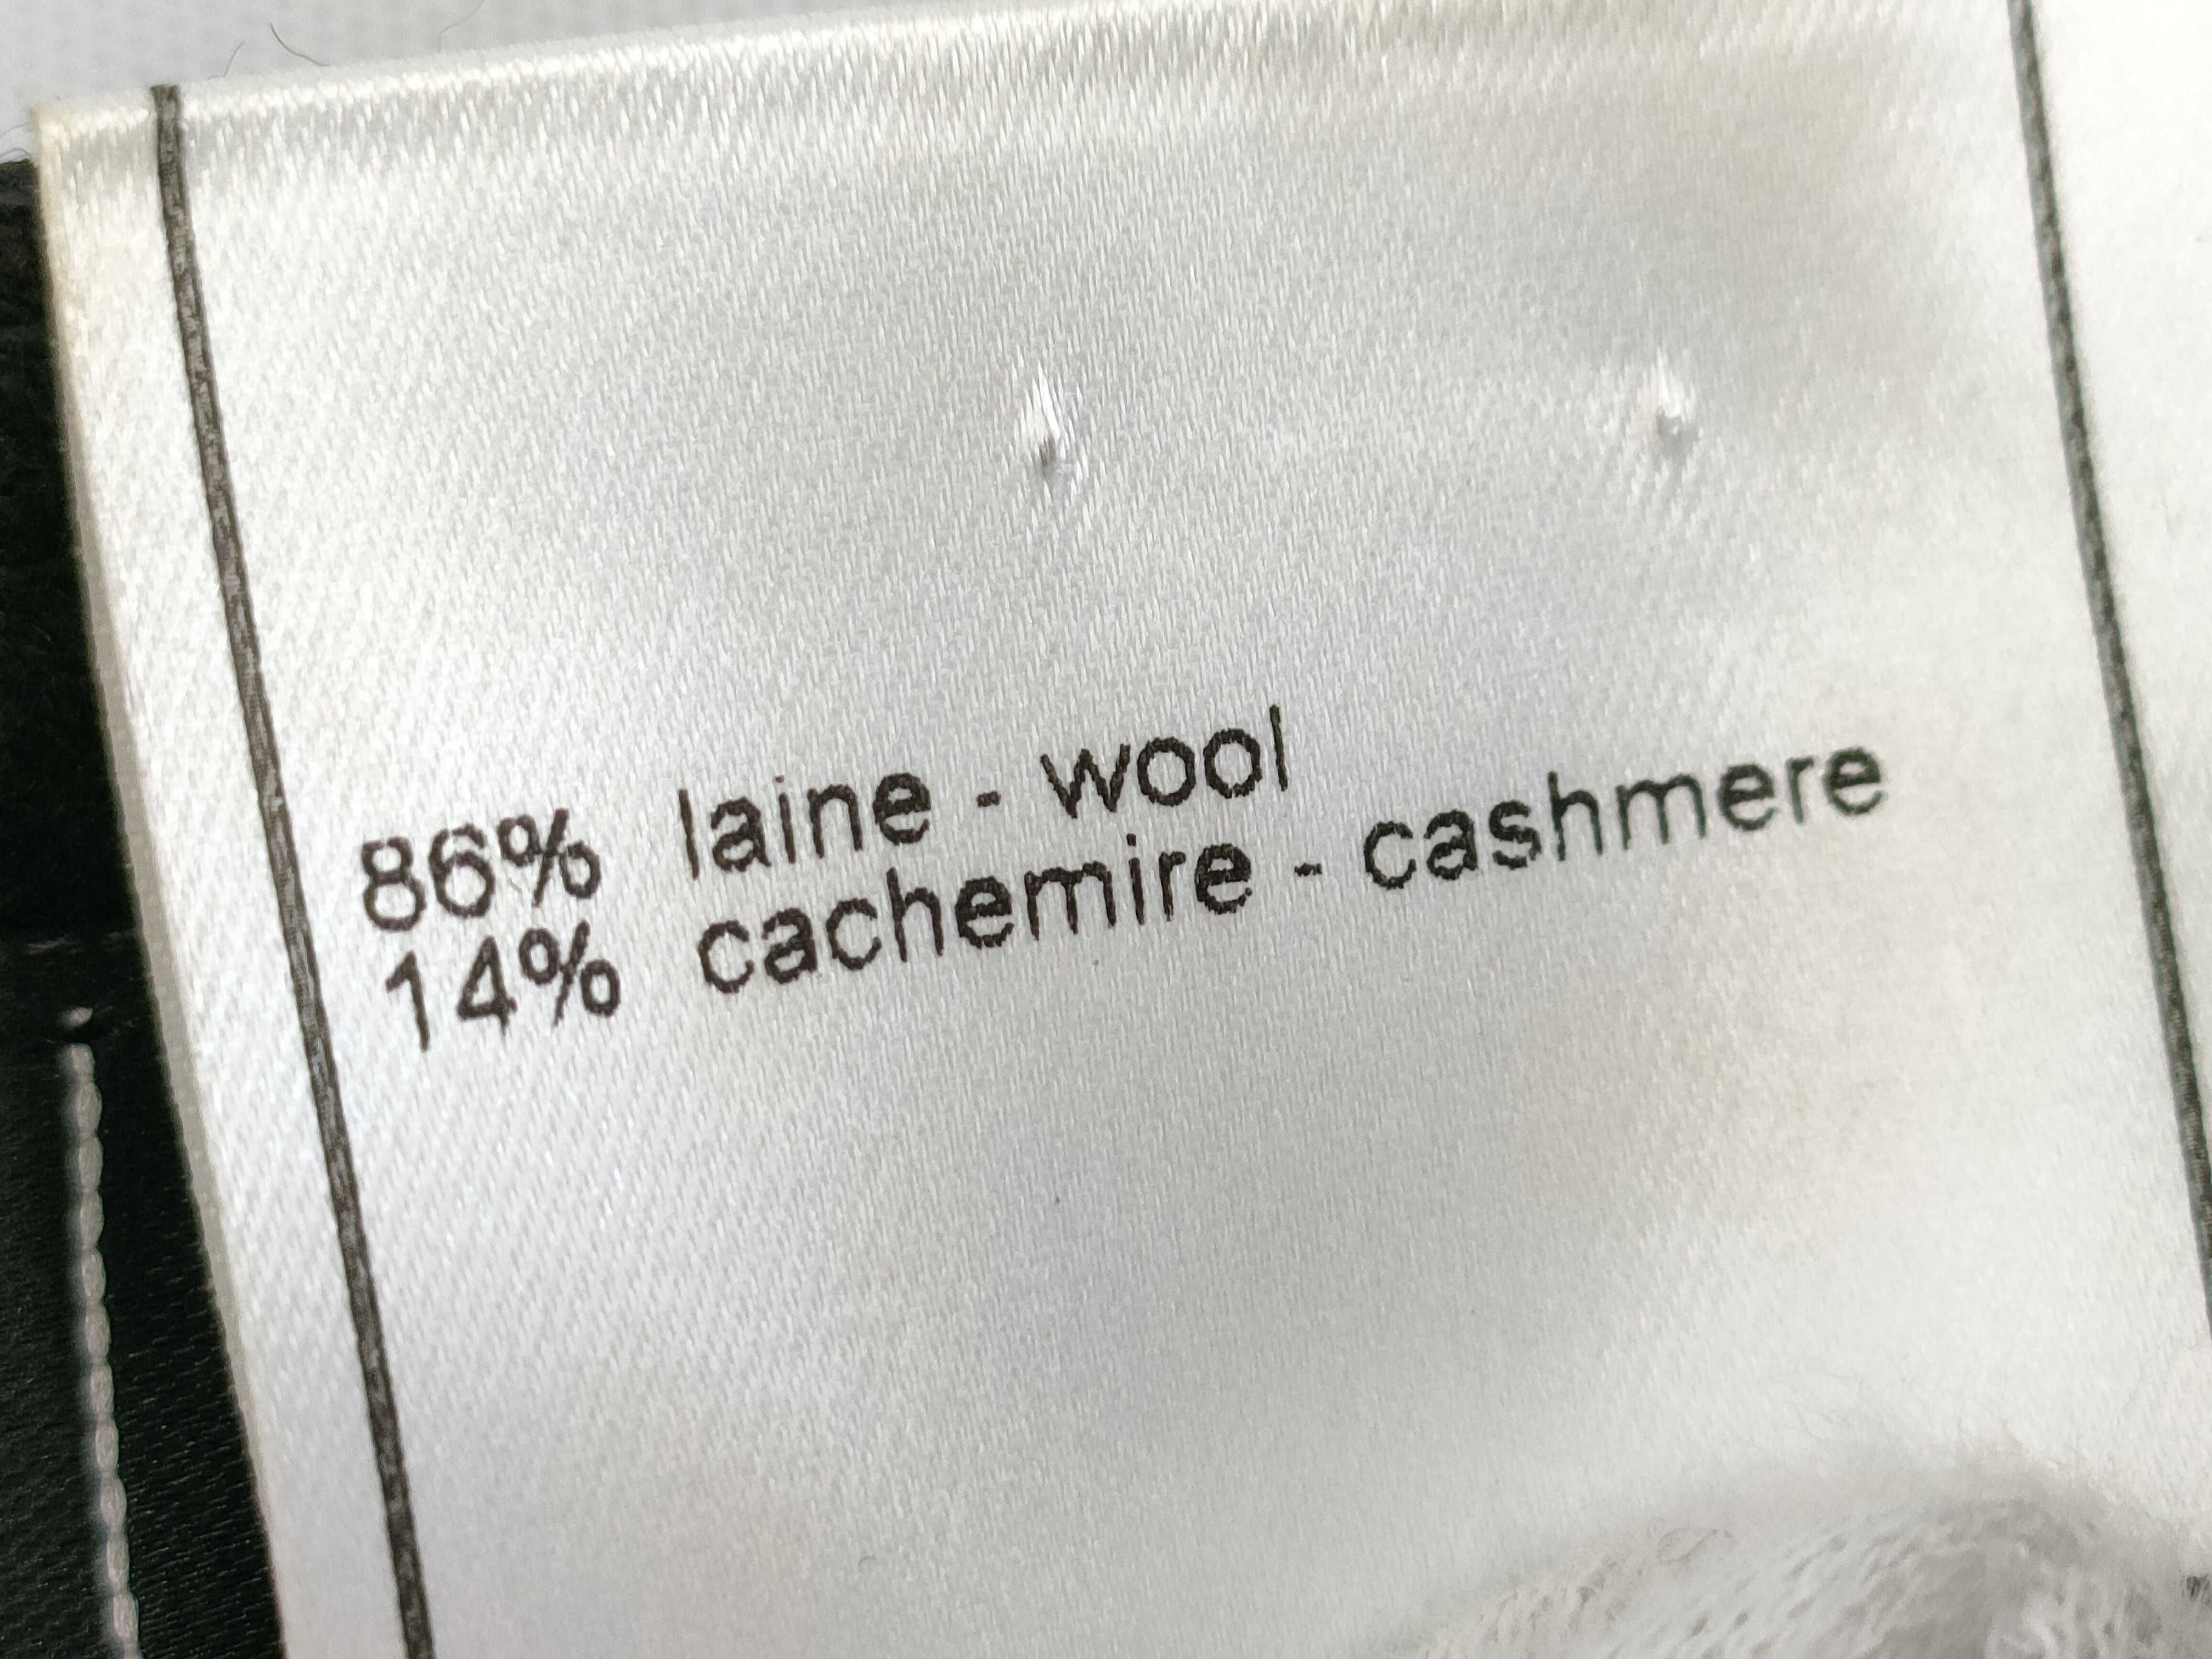 86% laine - wool
14% cachemire - cashmere